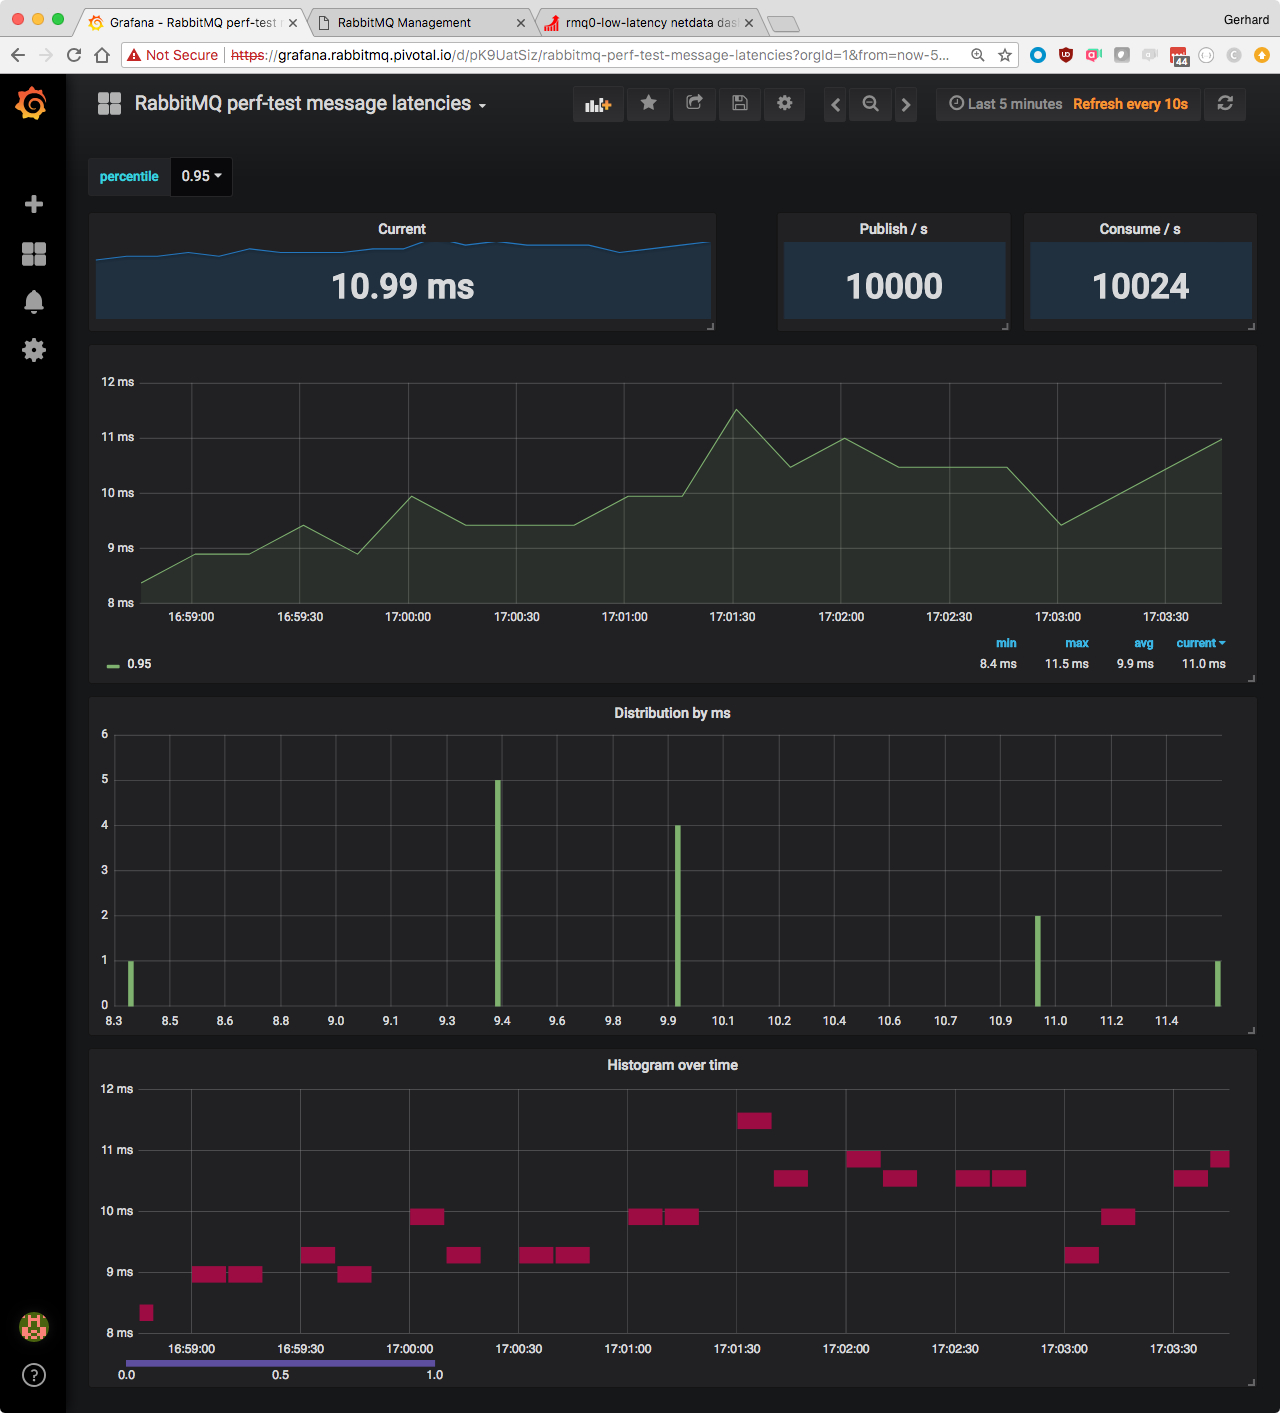 Grafana - RabbitMQ perf-test
RabbitMQ Management
rmq0-low-latency netdata das
Gerhard
Not Secure
https://grafana.rabbitmq.pivotal.io/d/pK9UatSiz/rabbitmq-perf-test-message-latencies?orgId=1&from=now-5...
44
RabbitMQ perf-test message latencies
Last 5 minutes Refresh every 10s
percentile 0.95
Current
10.99 ms
Publish / s
10000
Consume / s
10024
12 ms
11 ms
10 ms
9 ms
8 ms
16:59:00 16:59:30 17:00:00 17:00:30 17:01:00 17:01:30 17:02:00 17:02:30 17:03:00 17:03:30
min max avg current
0.95 8.4 ms 11.5 ms 9.9 ms 11.0 ms
Distribution by ms
6
5
4
3
2
1
0
8.3 8.5 8.6 8.8 9.0 9.1 9.3 9.4 9.6 9.8 9.9 10.1 10.2 10.4 10.6 10.7 10.9 11.0 11.2 11.4
Histogram over time
12 ms
11 ms
10 ms
9 ms
8 ms
16:59:00 16:59:30 17:00:00 17:00:30 17:01:00 17:01:30 17:02:00 17:02:30 17:03:00 17:03:30
0.0 0.5 1.0